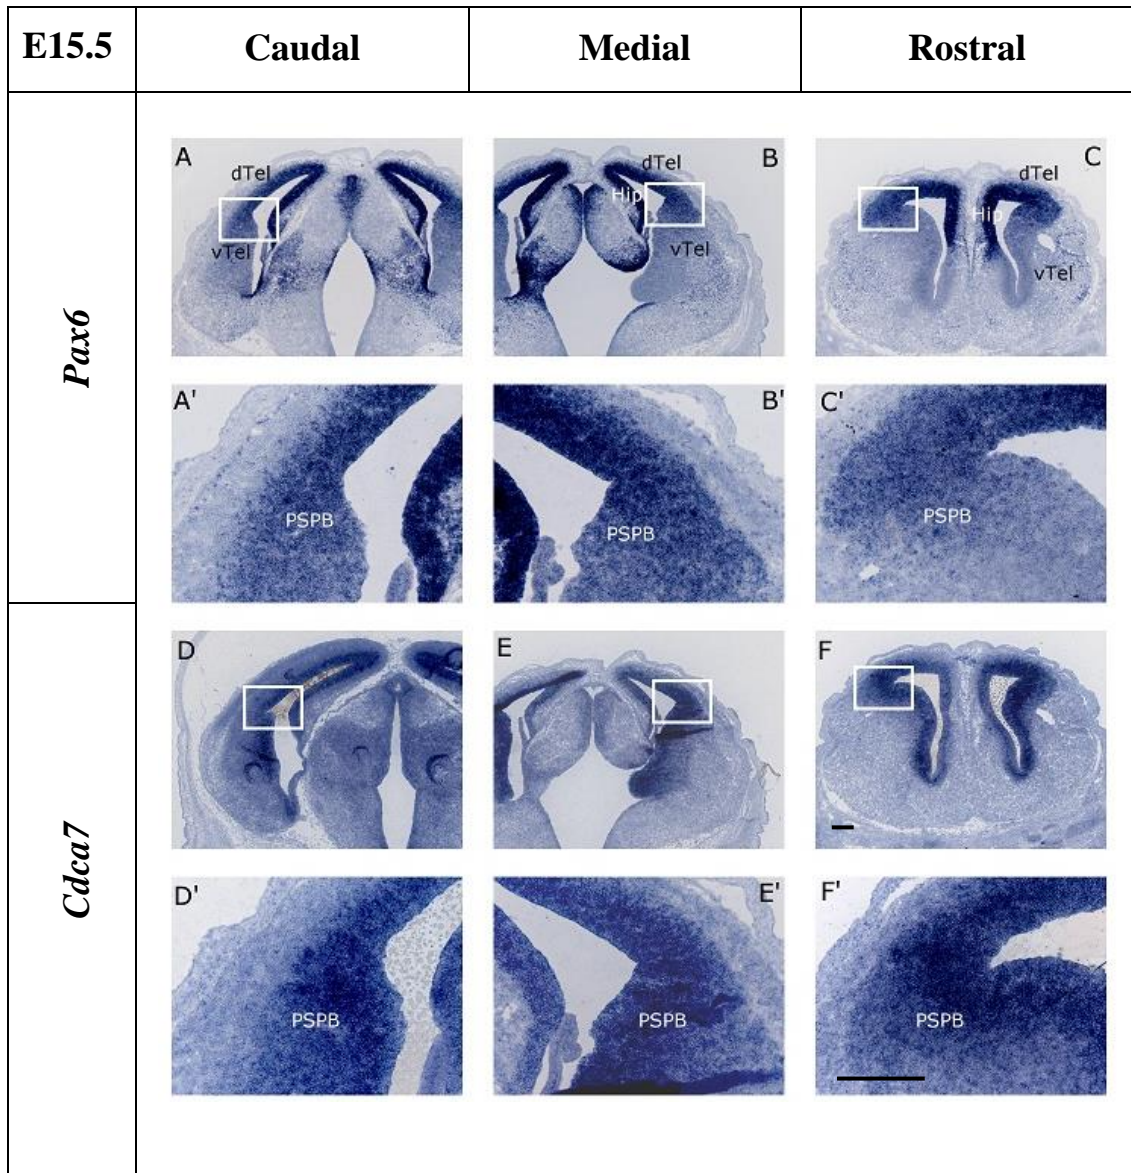 E15.5 Caudal Medial Rostral
Pax6
A B C
dTel dTel dTel
Hip Hip
vTel vTel vTel
A' B' C'
PSPB PSPB PSPB
Cdca7
D E F
D' E' F'
PSPB PSPB PSPB